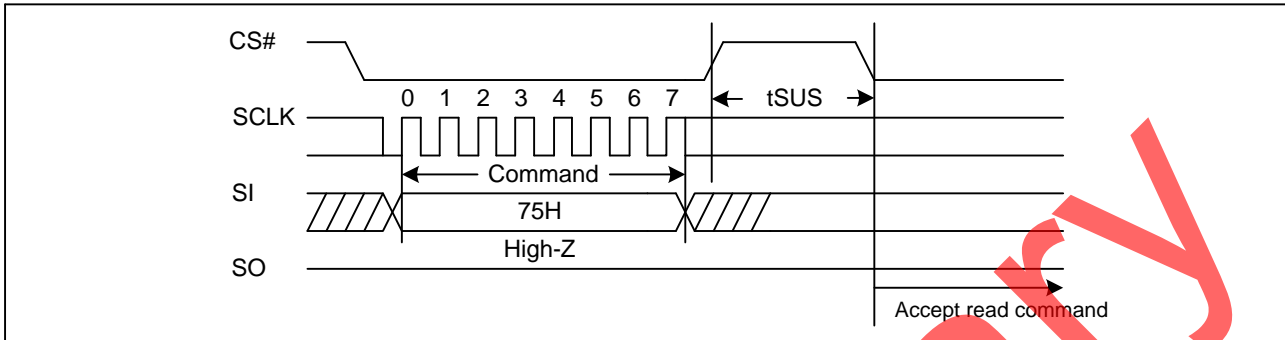 CS#
0 1 2 3 4 5 6 7
tSUS
SCLK
Command
SI
75H
High-Z
SO
Accept read command
ery